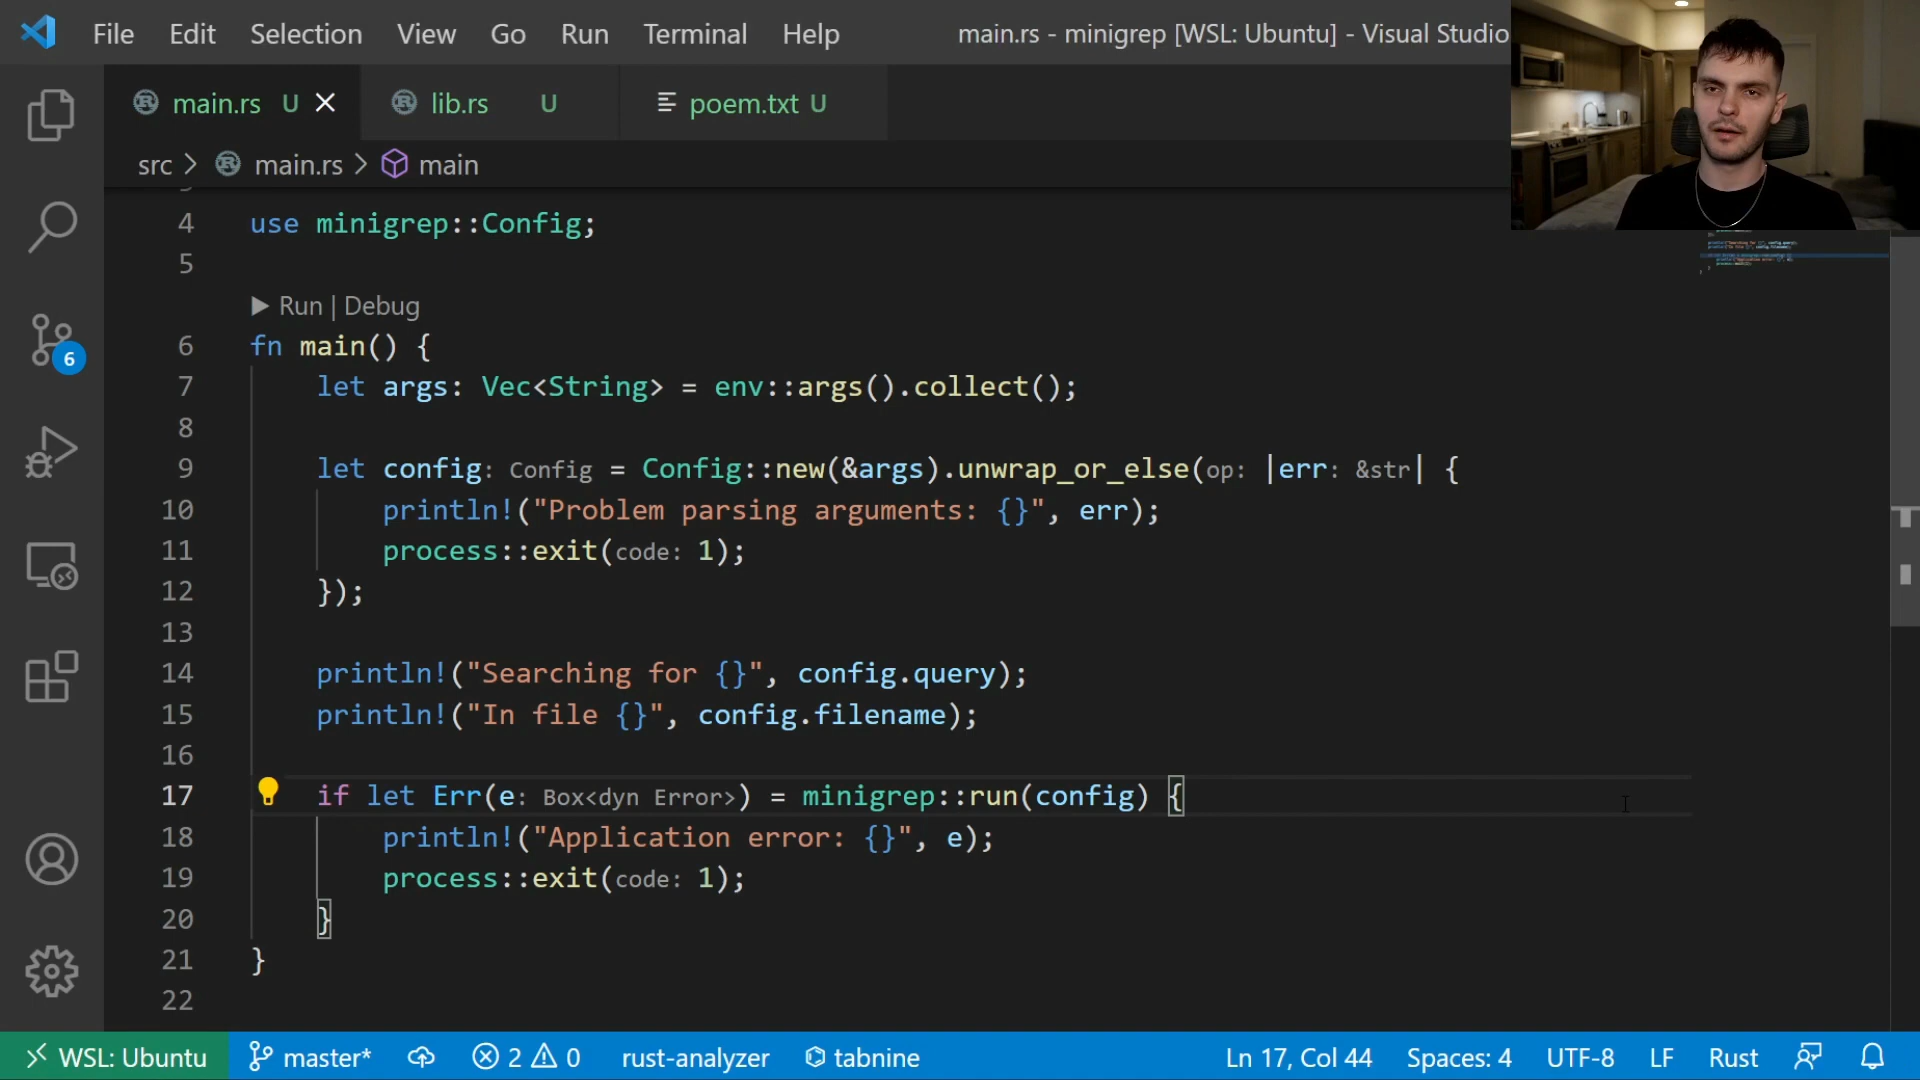 File Edit Selection View Go Run Terminal Help main.rs - minigrep [WSL: Ubuntu] - Visual Studio
main.rs U lib.rs U poem.txt U
src > main.rs > main
4 use minigrep::Config;
5
Run | Debug
6 fn main() {
7 let args: Vec<String> = env::args().collect();
8
9 let config: Config = Config::new(&args).unwrap_or_else(op: |err: &str| {
10 println!("Problem parsing arguments: {}", err);
11 process::exit(code: 1);
12 });
13
14 println!("Searching for {}", config.query);
15 println!("In file {}", config.filename);
16
17 if let Err(e: Box<dyn Error>) = minigrep::run(config) {
18 println!("Application error: {}", e);
19 process::exit(code: 1);
20 }
21 }
22
6
WSL: Ubuntu master* 2 0 rust-analyzer tabnine Ln 17, Col 44 Spaces: 4 UTF-8 LF Rust